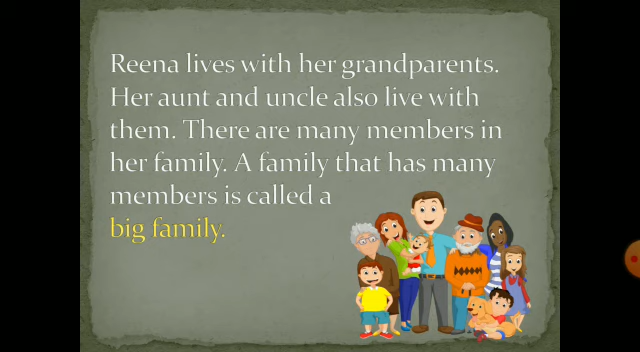 Reena lives with her grandparents.
Her aunt and uncle also live with
them. There are many members in
her family. A family that has many
members is called a
big family.